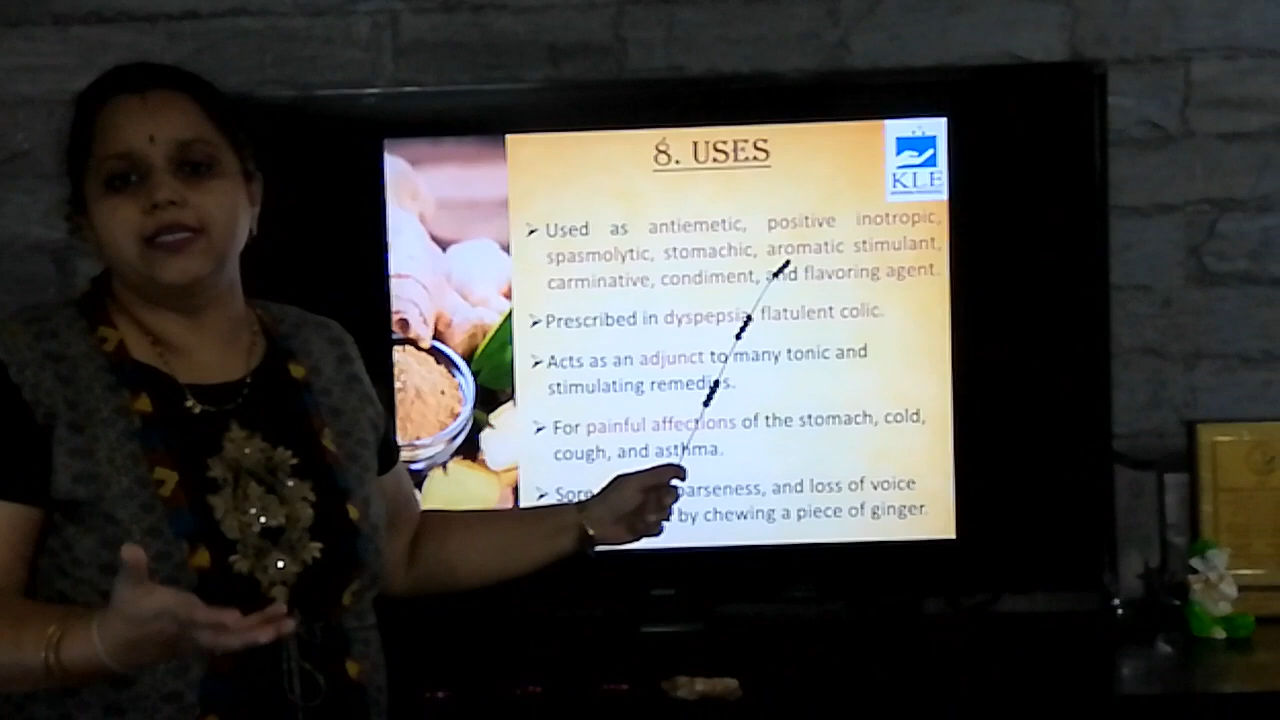 8. USES
KLE
Used as antiemetic, positive inotropic,
spasmolytic, stomachic, aromatic stimulant,
carminative, condiment, and flavoring agent.
Prescribed in dyspepsia, flatulent colic.
Acts as an adjunct to many tonic and
stimulating remedies.
For painful affections of the stomach, cold,
cough, and asthma.
Sore hoarseness, and loss of voice
by chewing a piece of ginger.